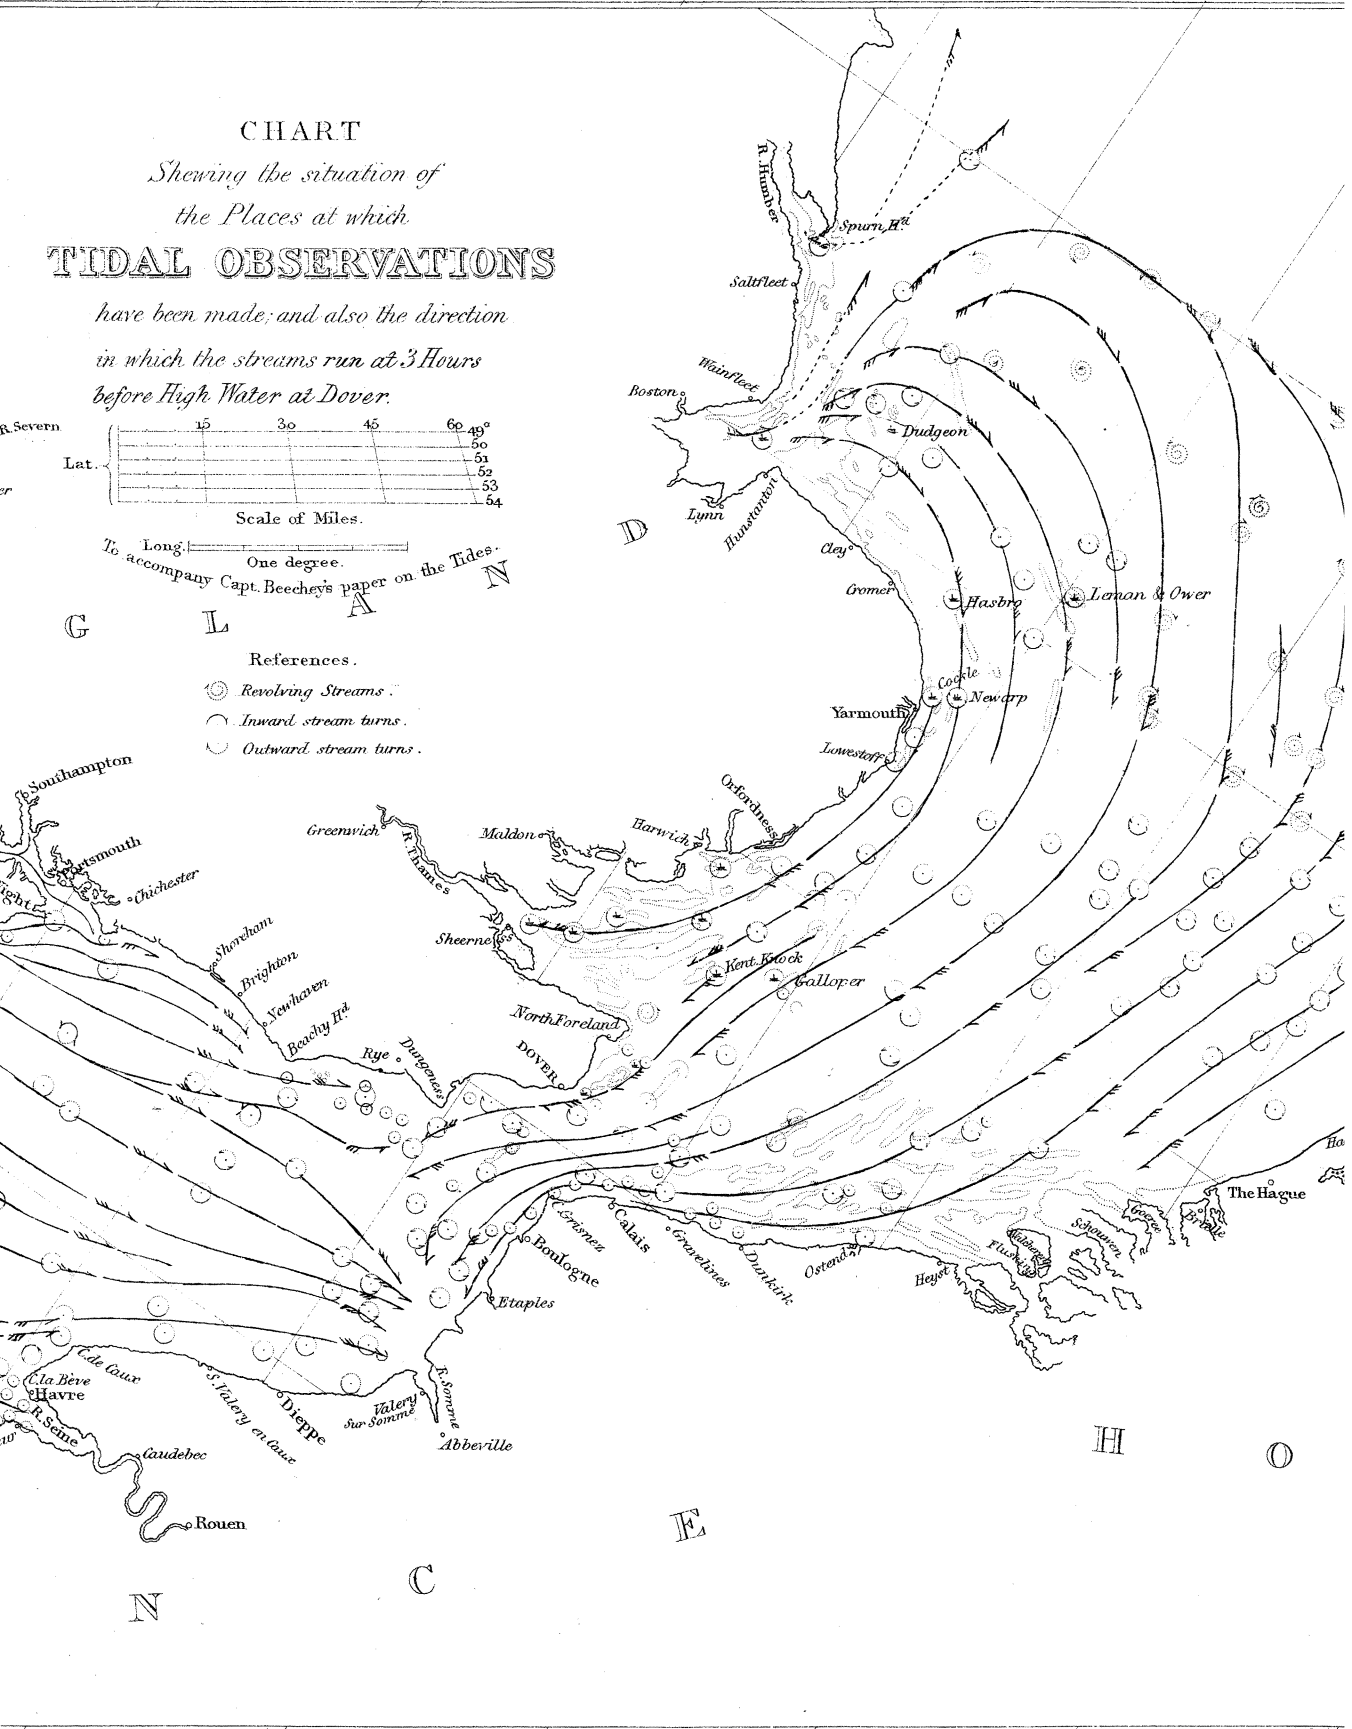 CHART
Shewing the situation of
the Places at which
TIDAL OBSERVATIONS
have been made; and also the direction
in which the streams run at 3 Hours
before High Water at Dover.
R. Severn
15 30 45 60
Lat.
49°
50
51
52
53
54
Scale of Miles.
Long.
One degree.
To accompany Capt. Beechey's paper on the Tides.
G L A N D
References.
Revolving Streams.
Inward stream turns.
Outward stream turns.
R. Humber
Spurn Hd
Saltfleet
Wainfleet
Boston
Dudgeon
Lynn
Hunstanton
Cley
Cromer
Hasbro
Leman & Ower
Cockle
Newarp
Yarmouth
Lowestoff
Orfordness
Harwich
Maldon
Greenwich
R. Thames
Sheerness
Kent. Knock
Galloper
North Foreland
DOVER
Dungeness
Rye
Beachy Hd
Newhaven
Brighton
Shoreham
Chichester
Portsmouth
Southampton
ight
er
The Hague
Brielle
Goeree
Schouwen
Walcheren
Flushing
Heyst
Ostend
Dunkirk
Gravelines
Calais
Grisnez
Boulogne
Etaples
R. Somme
Valery
Sur Somme
Abbeville
Dieppe
S. Valery en Caux
C. de Caux
C. la Bève
Havre
R. Seine
ur
Caudebec
Rouen
Ha
N C E
H O